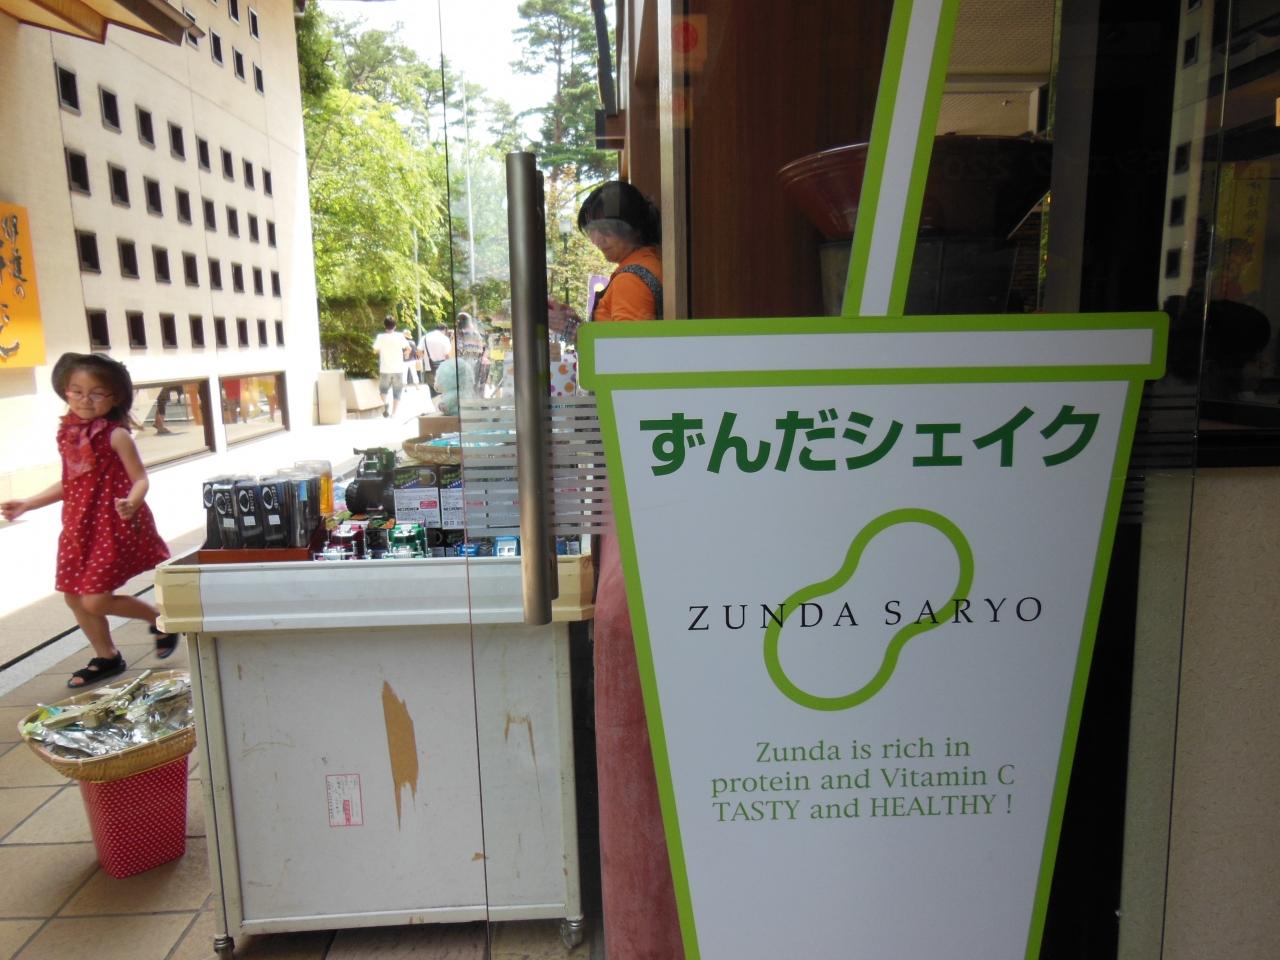 ずんだシェイク
ZUNDA SARYO
Zunda is rich in
protein and Vitamin C
TASTY and HEALTHY !